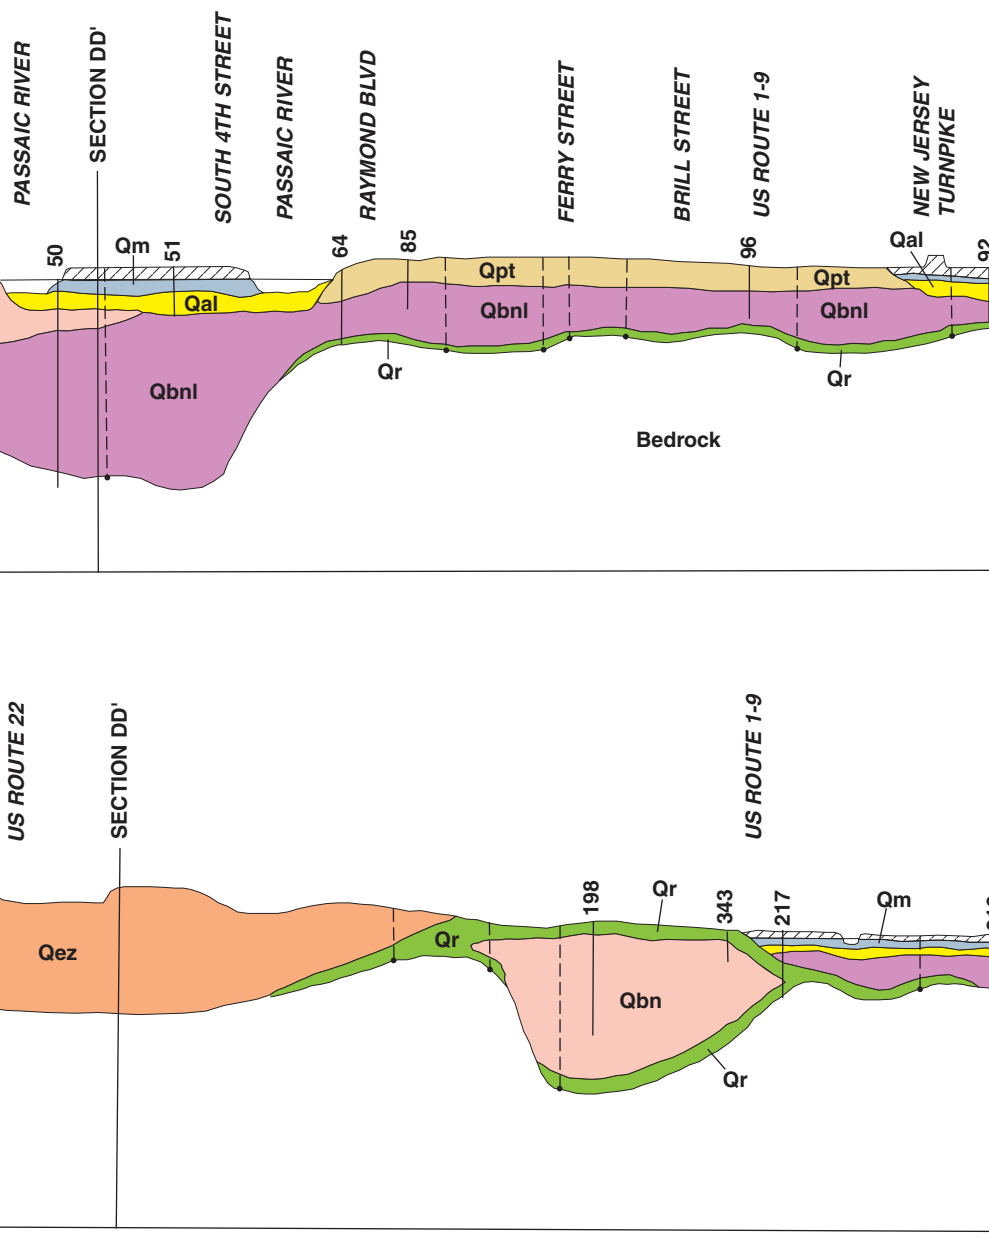 PASSAIC RIVER
SECTION DD'
SOUTH 4TH STREET
PASSAIC RIVER
RAYMOND BLVD
FERRY STREET
BRILL STREET
US ROUTE 1-9
NEW JERSEY
TURNPIKE
50
Qm
51
64
85
96
Qal
92
Qpt
Qpt
Qal
Qbnl
Qbnl
Qr
Qr
Qbnl
Bedrock
US ROUTE 22
SECTION DD'
US ROUTE 1-9
198
Qr
343
217
Qm
Qez
Qr
Qbn
Qr